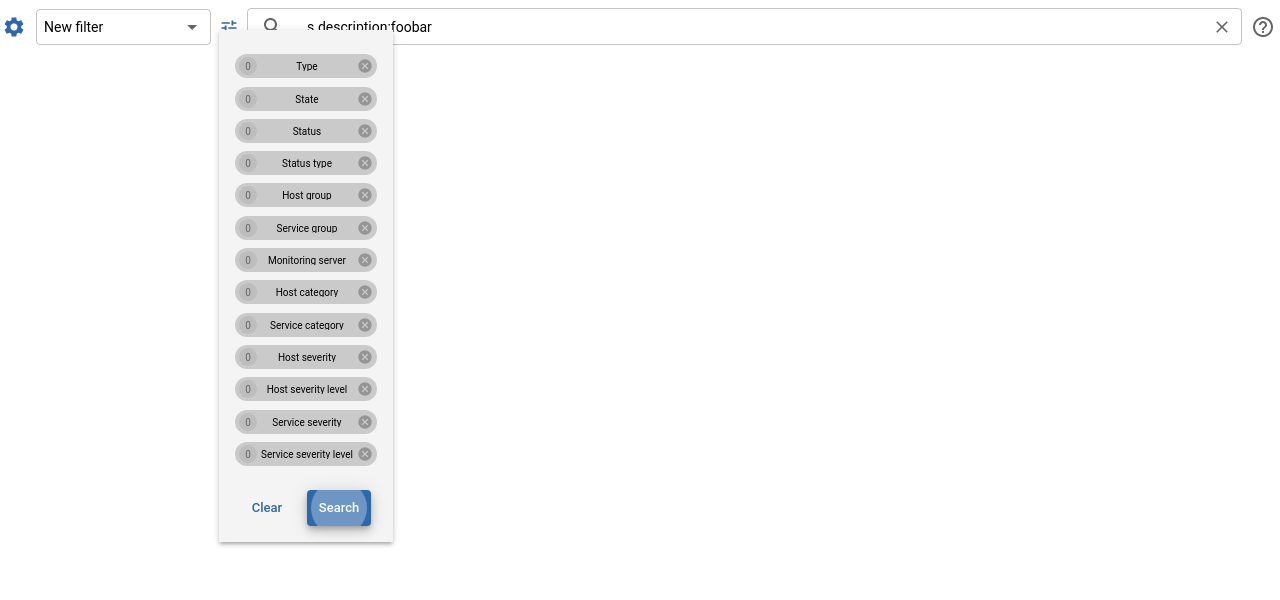 New filter
s.description:foobar
0 Type
0 State
0 Status
0 Status type
0 Host group
0 Service group
0 Monitoring server
0 Host category
0 Service category
0 Host severity
0 Host severity level
0 Service severity
0 Service severity level
Clear Search